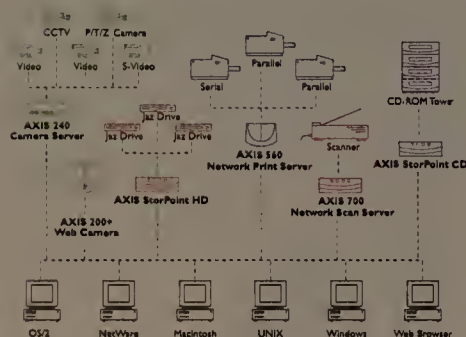 CCTV P/T/Z Camera
Parallel
Video Video S-Video
Serial Parallel
CD-ROM Tower
Jaz Drive
Jaz Drive Jaz Drive
AXIS 240
Camera Server
Scanner
AXIS 560
Network Print Server
AXIS StorPoint CD
AXIS StorPoint HD
AXIS 700
Network Scan Server
AXIS 200+
Web Camera
OS/2 NetWare Macintosh UNIX Windows Web Browser